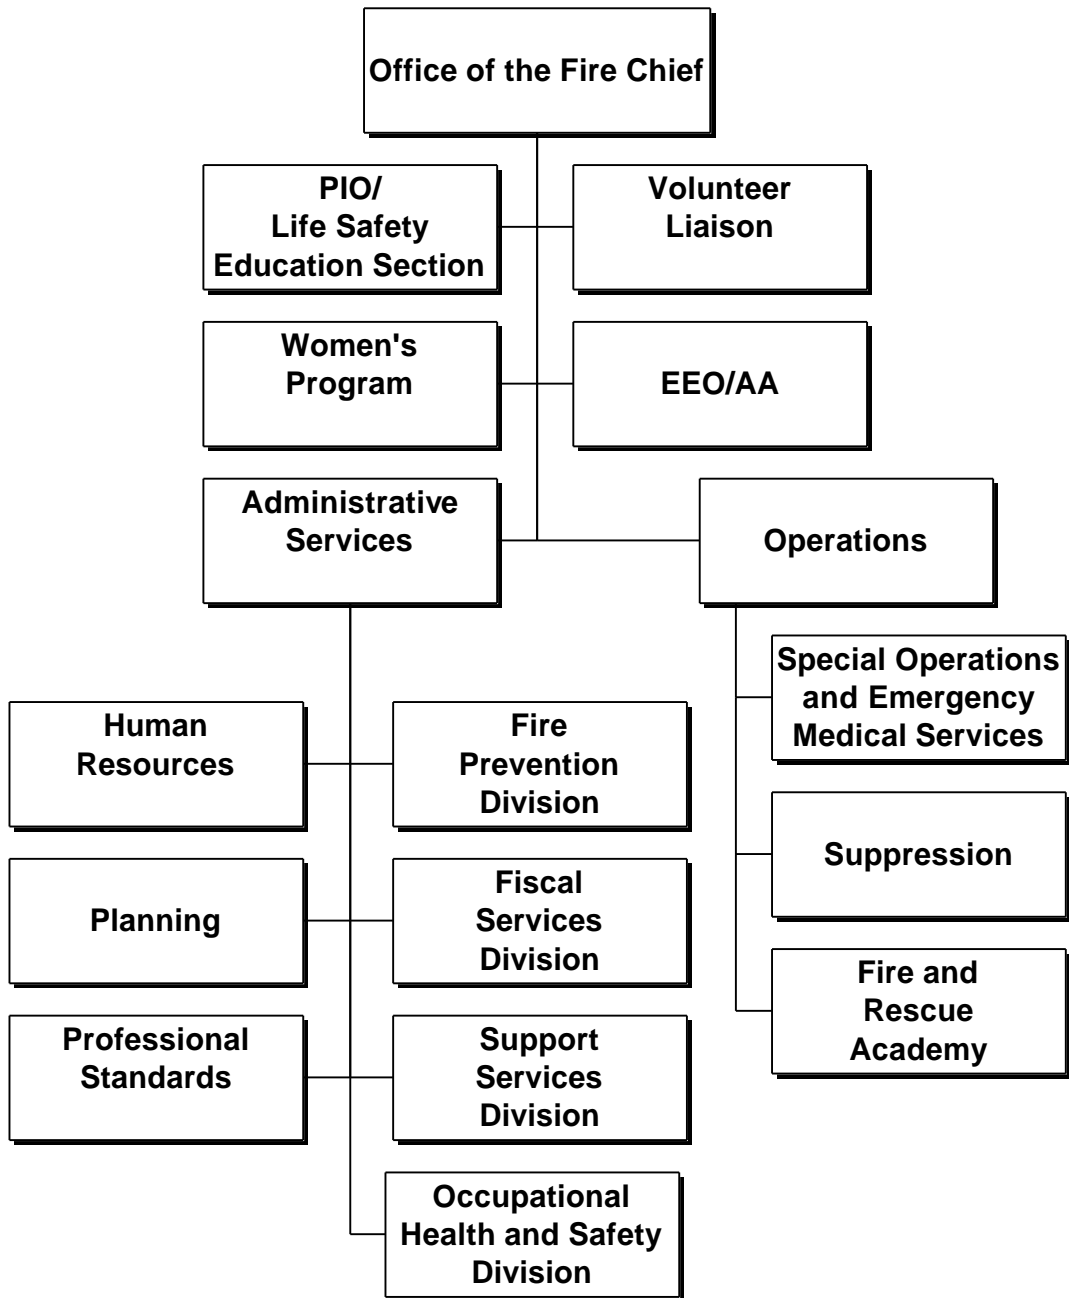 Office of the Fire Chief
PIO/
Life Safety
Education Section
Volunteer
Liaison
Women's
Program
EEO/AA
Administrative
Services
Operations
Special Operations
and Emergency
Medical Services
Human
Resources
Fire
Prevention
Division
Suppression
Planning
Fiscal
Services
Division
Fire and
Rescue
Academy
Professional
Standards
Support
Services
Division
Occupational
Health and Safety
Division